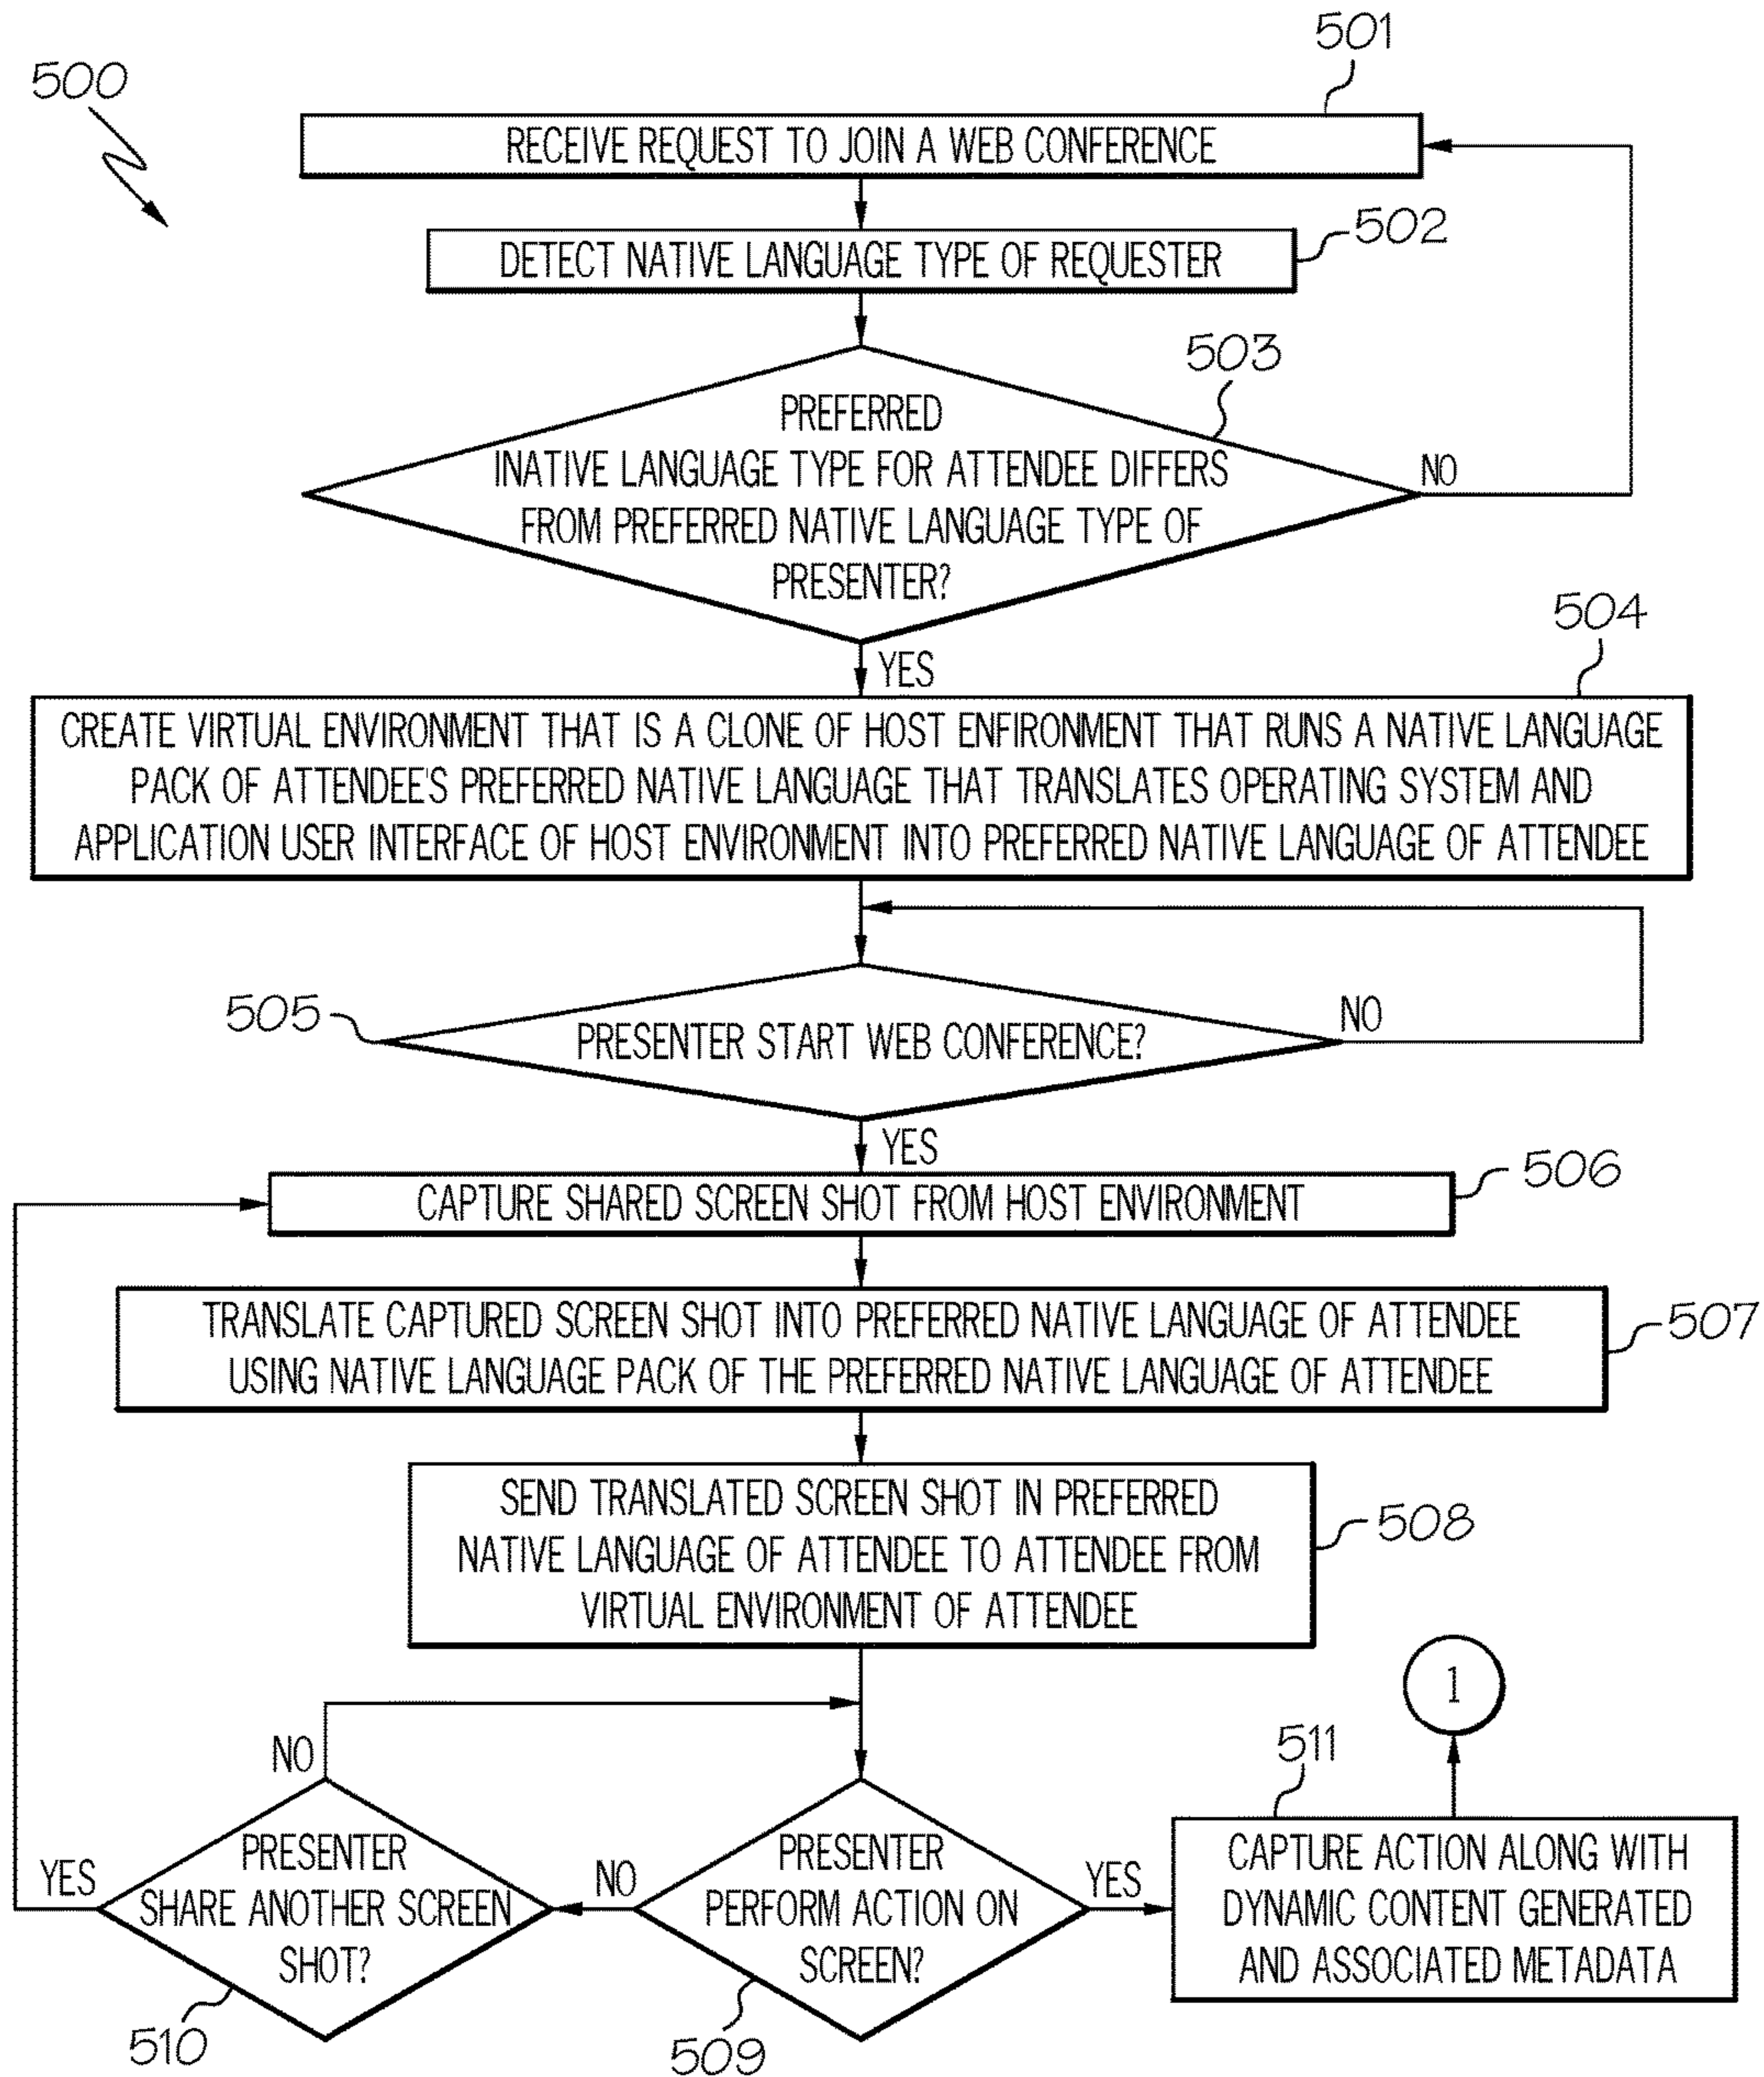 501
500
RECEIVE REQUEST TO JOIN A WEB CONFERENCE
502
DETECT NATIVE LANGUAGE TYPE OF REQUESTER
503
PREFERRED
INATIVE LANGUAGE TYPE FOR ATTENDEE DIFFERS
FROM PREFERRED NATIVE LANGUAGE TYPE OF
PRESENTER?
NO
YES
504
CREATE VIRTUAL ENVIRONMENT THAT IS A CLONE OF HOST ENFIRONMENT THAT RUNS A NATIVE LANGUAGE
PACK OF ATTENDEE'S PREFERRED NATIVE LANGUAGE THAT TRANSLATES OPERATING SYSTEM AND
APPLICATION USER INTERFACE OF HOST ENVIRONMENT INTO PREFERRED NATIVE LANGUAGE OF ATTENDEE
505
PRESENTER START WEB CONFERENCE?
NO
YES
506
CAPTURE SHARED SCREEN SHOT FROM HOST ENVIRONMENT
TRANSLATE CAPTURED SCREEN SHOT INTO PREFERRED NATIVE LANGUAGE OF ATTENDEE
USING NATIVE LANGUAGE PACK OF THE PREFERRED NATIVE LANGUAGE OF ATTENDEE
507
SEND TRANSLATED SCREEN SHOT IN PREFERRED
NATIVE LANGUAGE OF ATTENDEE TO ATTENDEE FROM
VIRTUAL ENVIRONMENT OF ATTENDEE
508
1
NO
511
YES
PRESENTER
SHARE ANOTHER SCREEN
SHOT?
510
NO
PRESENTER
PERFORM ACTION ON
SCREEN?
509
YES
CAPTURE ACTION ALONG WITH
DYNAMIC CONTENT GENERATED
AND ASSOCIATED METADATA